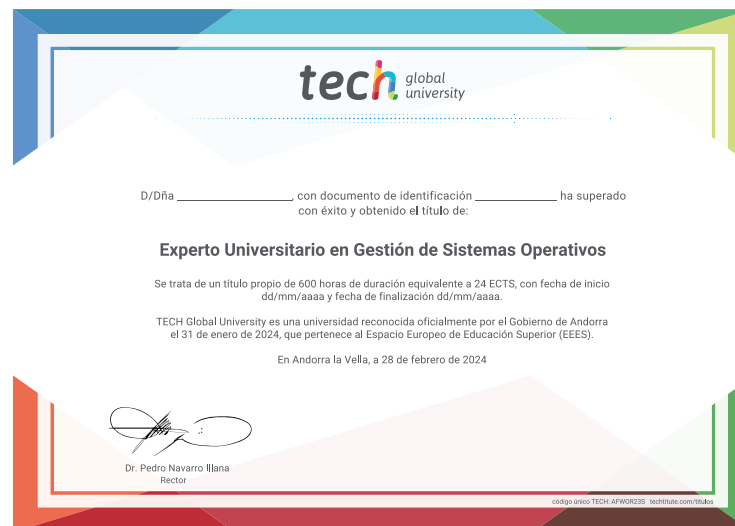 tech global university
D/Dña ____________________, con documento de identificación ______________ ha superado
con éxito y obtenido el título de:
Experto Universitario en Gestión de Sistemas Operativos
Se trata de un título propio de 600 horas de duración equivalente a 24 ECTS, con fecha de inicio
dd/mm/aaaa y fecha de finalización dd/mm/aaaa.
TECH Global University es una universidad reconocida oficialmente por el Gobierno de Andorra
el 31 de enero de 2024, que pertenece al Espacio Europeo de Educación Superior (EEES).
En Andorra la Vella, a 28 de febrero de 2024
Dr. Pedro Navarro Illana
Rector
código único TECH: AFWOR23S techtitute.com/titulos